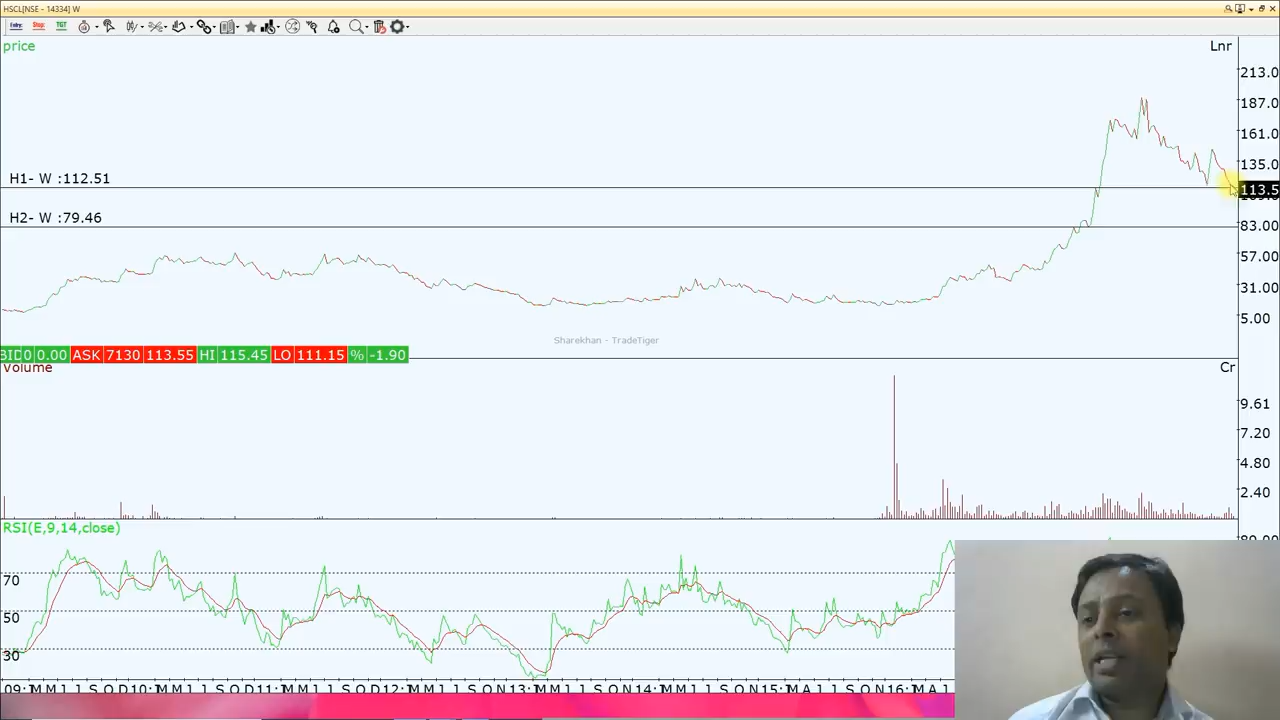 HSCL[NSE - 14334] W
Entry: Stop: TGT
price
Lnr
213.0
187.0
161.0
135.0
H1- W :112.51
113.5
H2- W :79.46
83.00
57.00
31.00
5.00
Sharekhan - TradeTiger
BID 0 0.00 ASK 7130 113.55 HI 115.45 LO 111.15 % -1.90
volume
Cr
9.61
7.20
4.80
2.40
RSI(E,9,14,close)
70
50
30